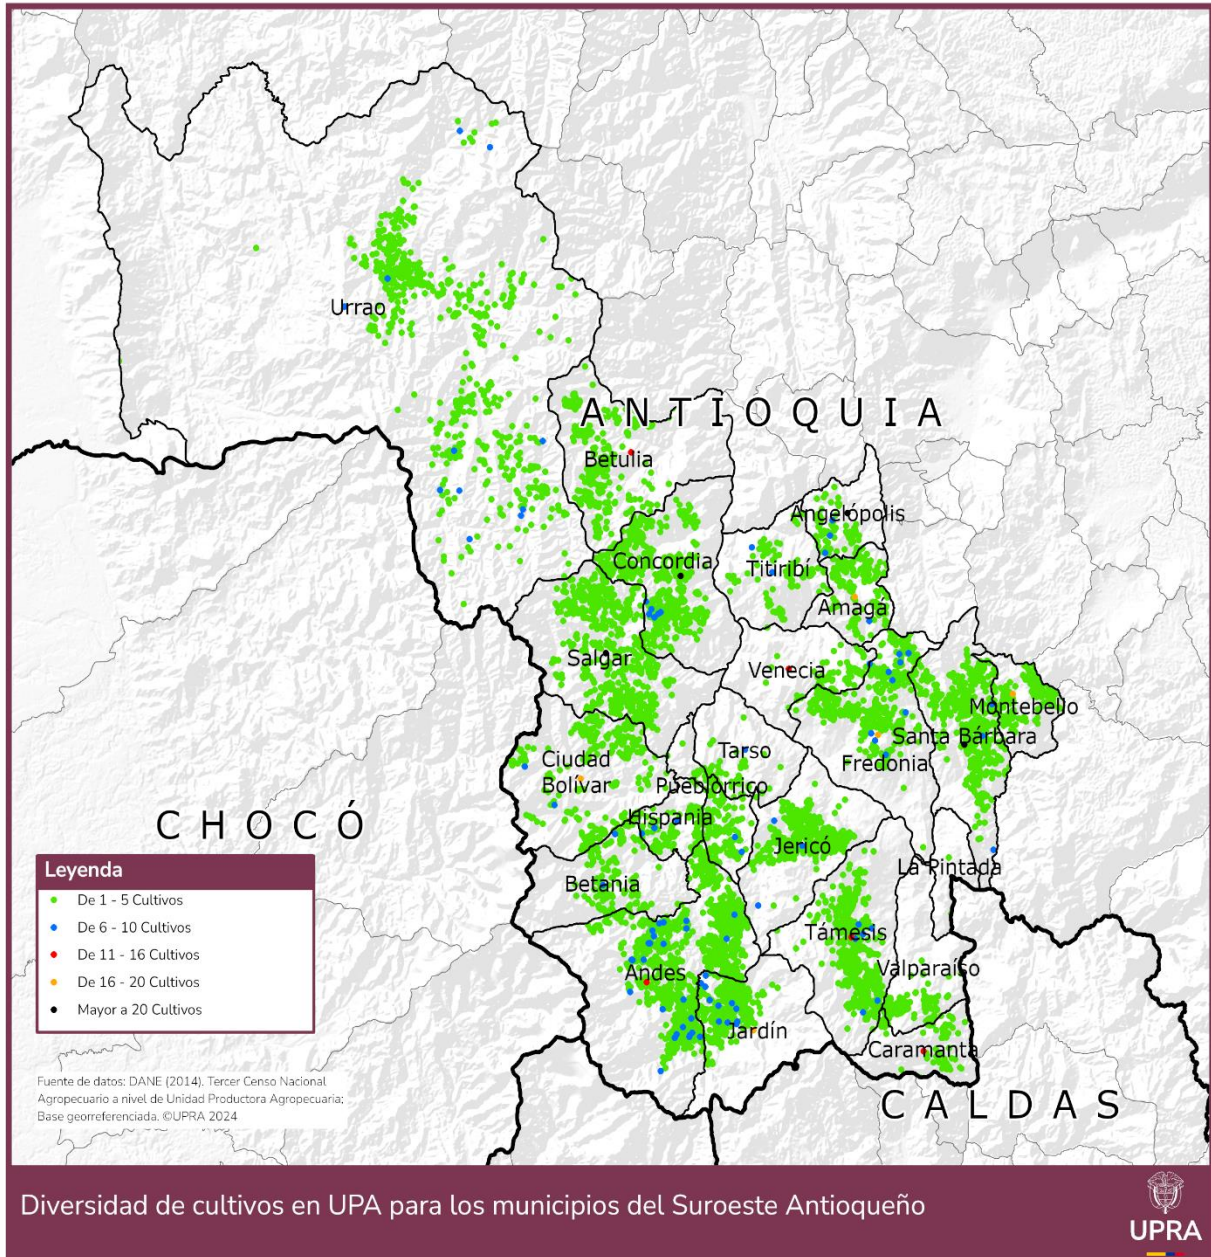 Urrao
ANTIOQUIA
Betulia
Angelópolis
Concordia
Titiribí
Amagá
Salgar
Venecia
Montebello
Santa Bárbara
Tarso
Ciudad
Bolívar
Fredonia
Pueblorrico
Hispania
CHOCÓ
Jericó
La Pintada
Betania
Támesis
Andes
Valparaíso
Jardín
Caramanta
CALDAS
Leyenda
De 1 - 5 Cultivos
De 6 - 10 Cultivos
De 11 - 16 Cultivos
De 16 - 20 Cultivos
Mayor a 20 Cultivos
Fuente de datos: DANE (2014). Tercer Censo Nacional
Agropecuario a nivel de Unidad Productora Agropecuaria;
Base georreferenciada. ©UPRA 2024
Diversidad de cultivos en UPA para los municipios del Suroeste Antioqueño
UPRA